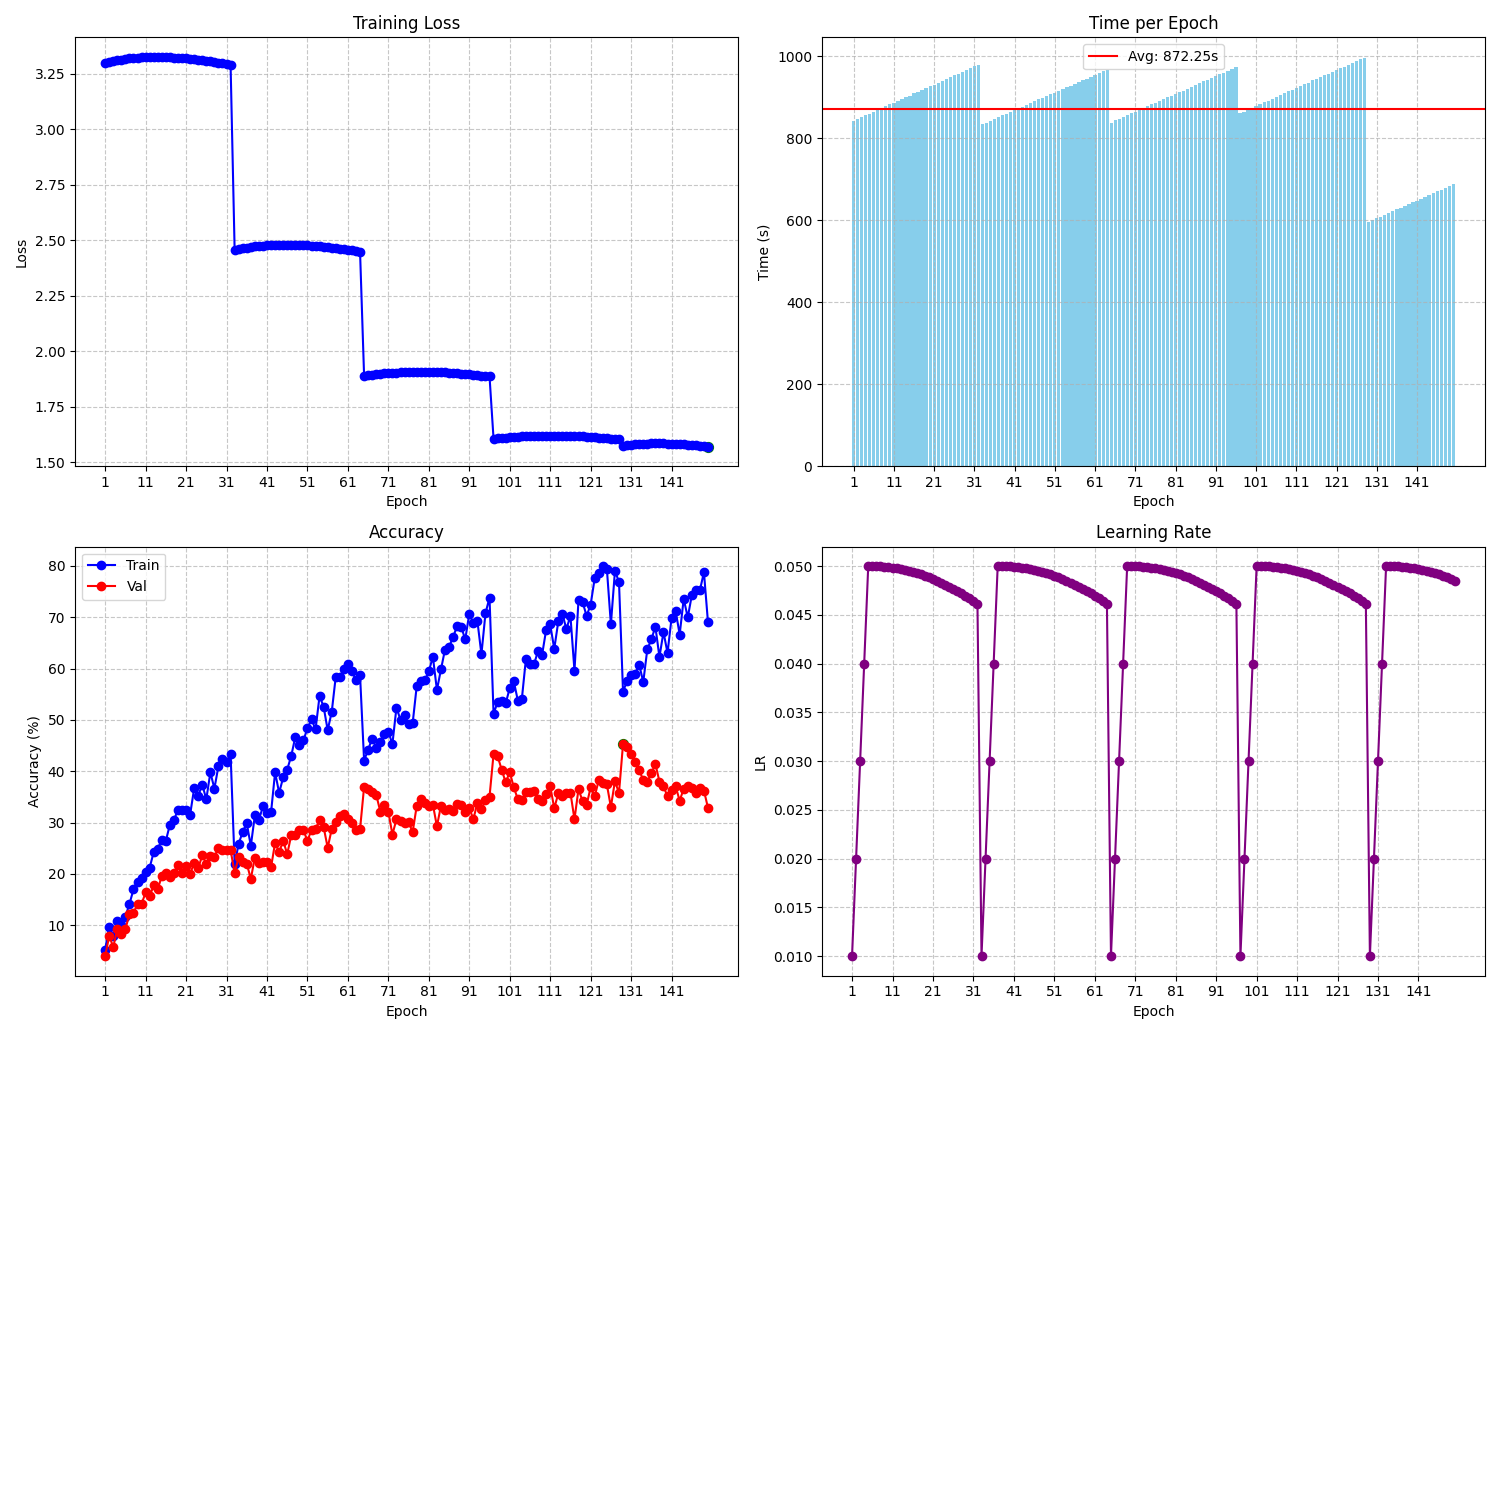 Training Loss
3.25
3.00
2.75
2.50
2.25
2.00
1.75
1.50
Loss
1 11 21 31 41 51 61 71 81 91 101 111 121 131 141
Epoch
Time per Epoch
Avg: 872.25s
1000
800
600
400
200
0
Time (s)
1 11 21 31 41 51 61 71 81 91 101 111 121 131 141
Epoch
Accuracy
Train
Val
80
70
60
50
40
30
20
10
Accuracy (%)
1 11 21 31 41 51 61 71 81 91 101 111 121 131 141
Epoch
Learning Rate
0.050
0.045
0.040
0.035
0.030
0.025
0.020
0.015
0.010
LR
1 11 21 31 41 51 61 71 81 91 101 111 121 131 141
Epoch